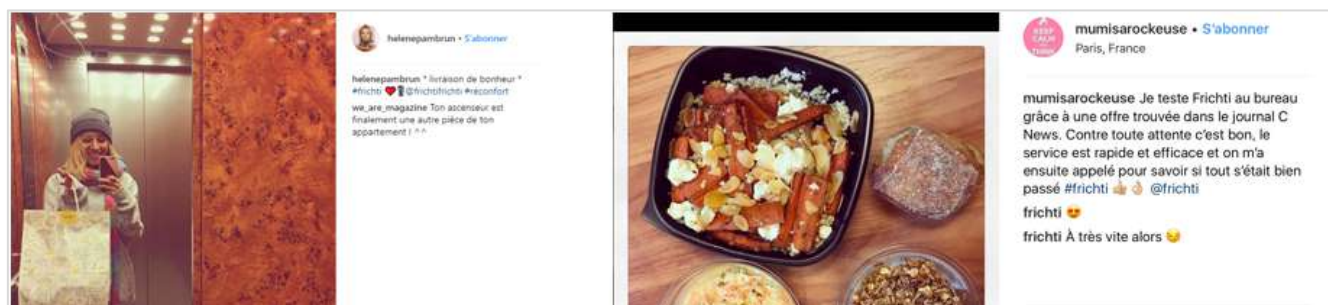 helenepambrun • S'abonner
helenepambrun * livraison de bonheur *
#frichti @frichtifrichti #réconfort
we_are_magazine Ton ascenseur est
finalement une autre pièce de ton
appartement ! ^^
KEEP
CALM
mumisarockeuse • S'abonner
Paris, France
mumisarockeuse Je teste Frichti au bureau
grâce à une offre trouvée dans le journal C
News. Contre toute attente c'est bon, le
service est rapide et efficace et on m'a
ensuite appelé pour savoir si tout s'était bien
passé #frichti 👍👌 @frichti
frichti 😍
frichti À très vite alors 😏